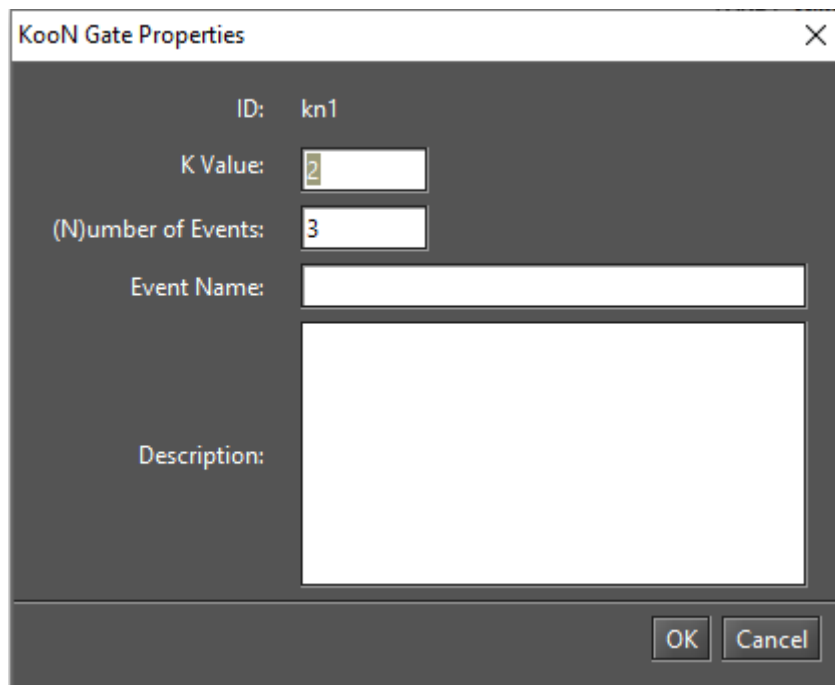 KooN Gate Properties
ID: kn1
K Value: 2
(N)umber of Events: 3
Event Name:
Description:
OK Cancel